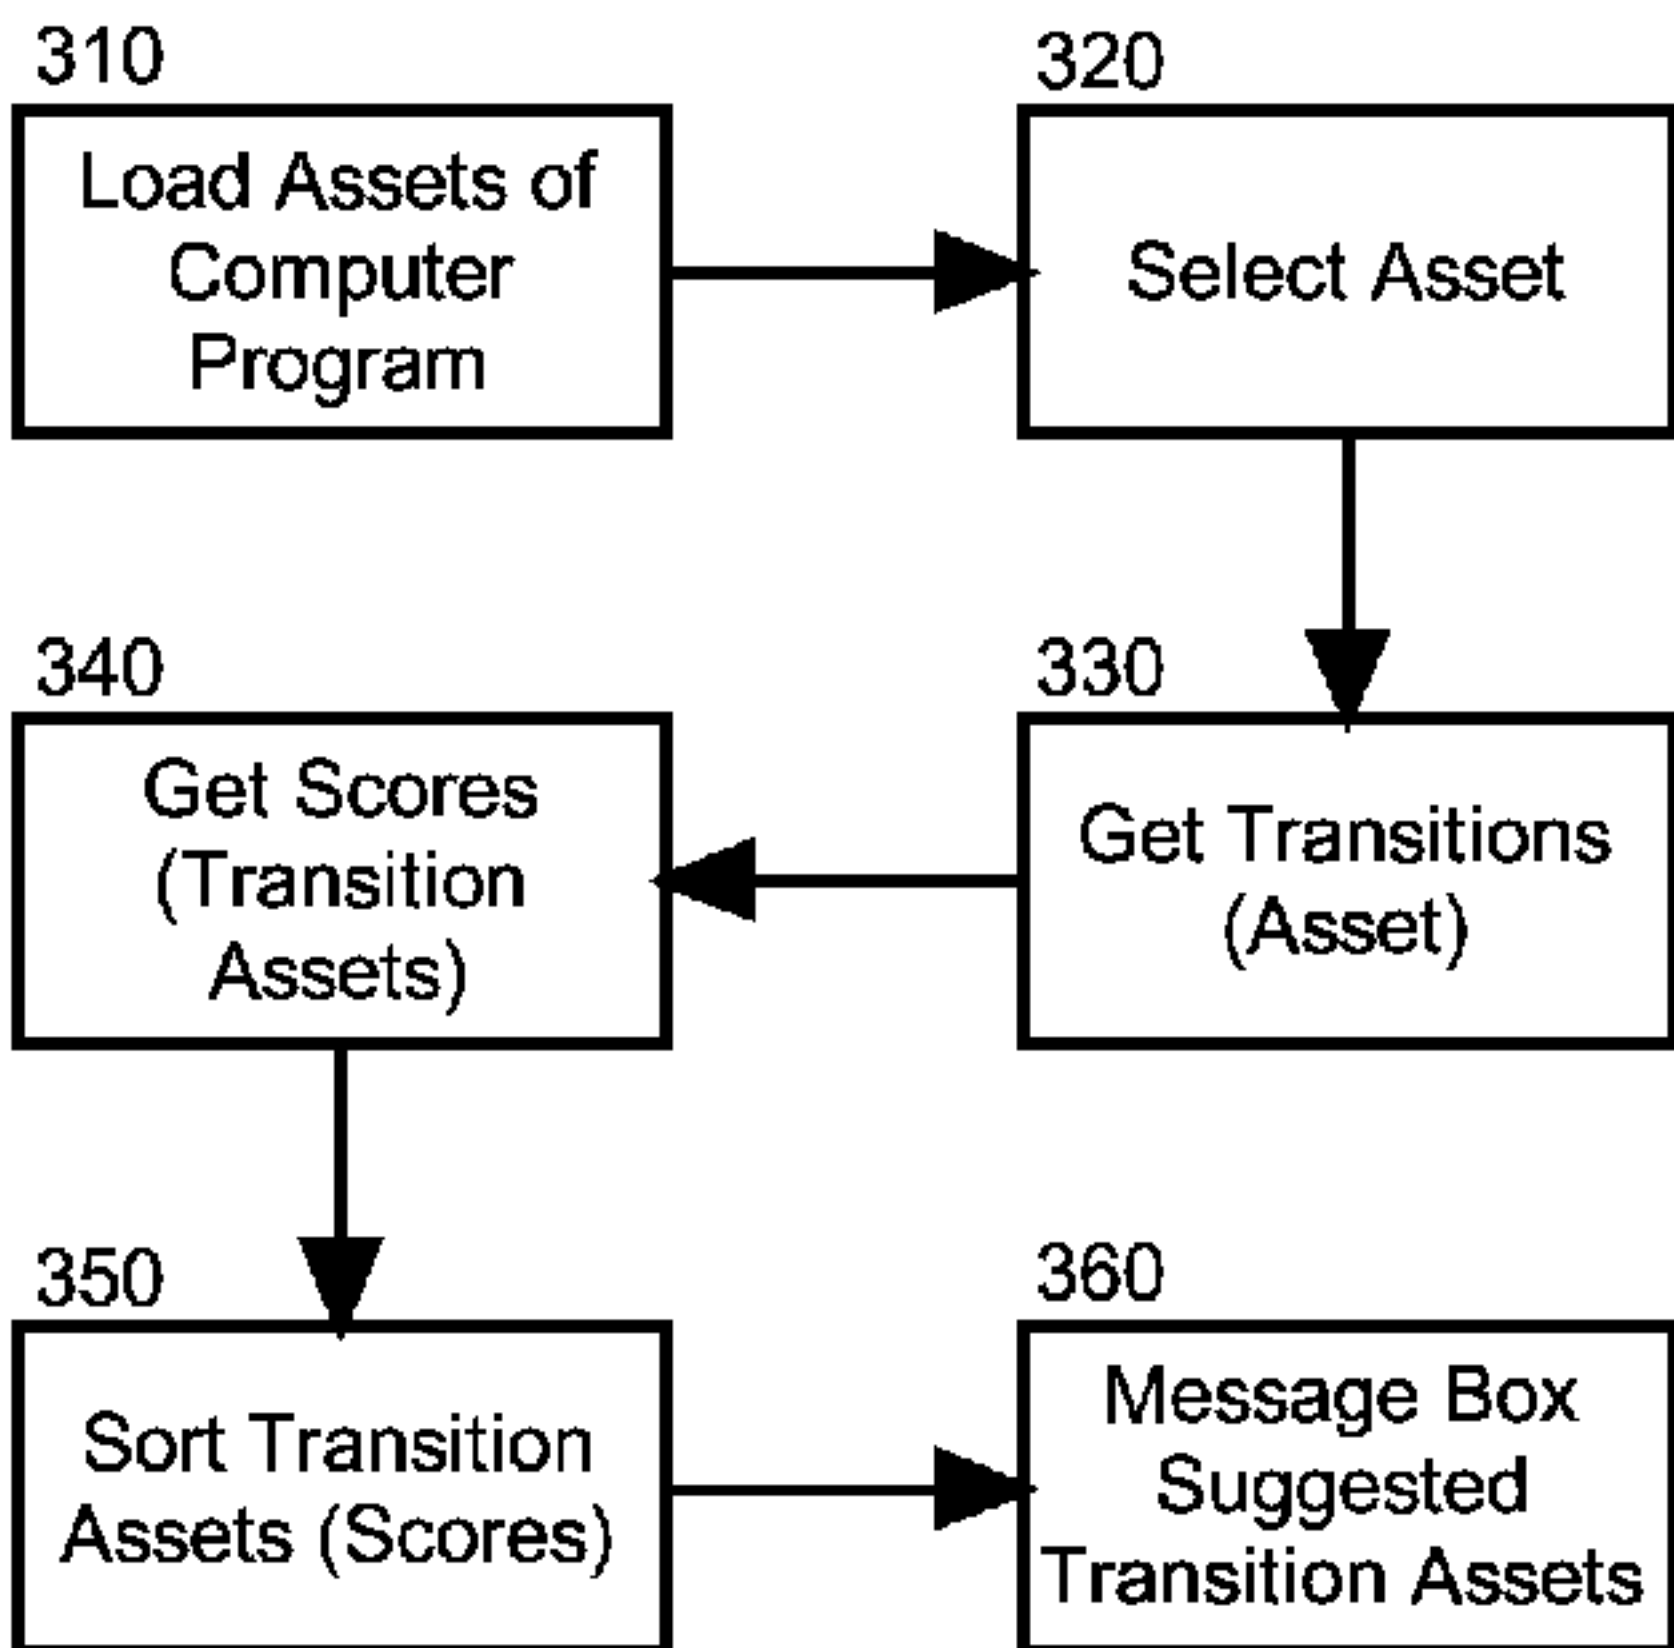 310
Load Assets of
Computer
Program
320
Select Asset
340
Get Scores
(Transition
Assets)
330
Get Transitions
(Asset)
350
Sort Transition
Assets (Scores)
360
Message Box
Suggested
Transition Assets